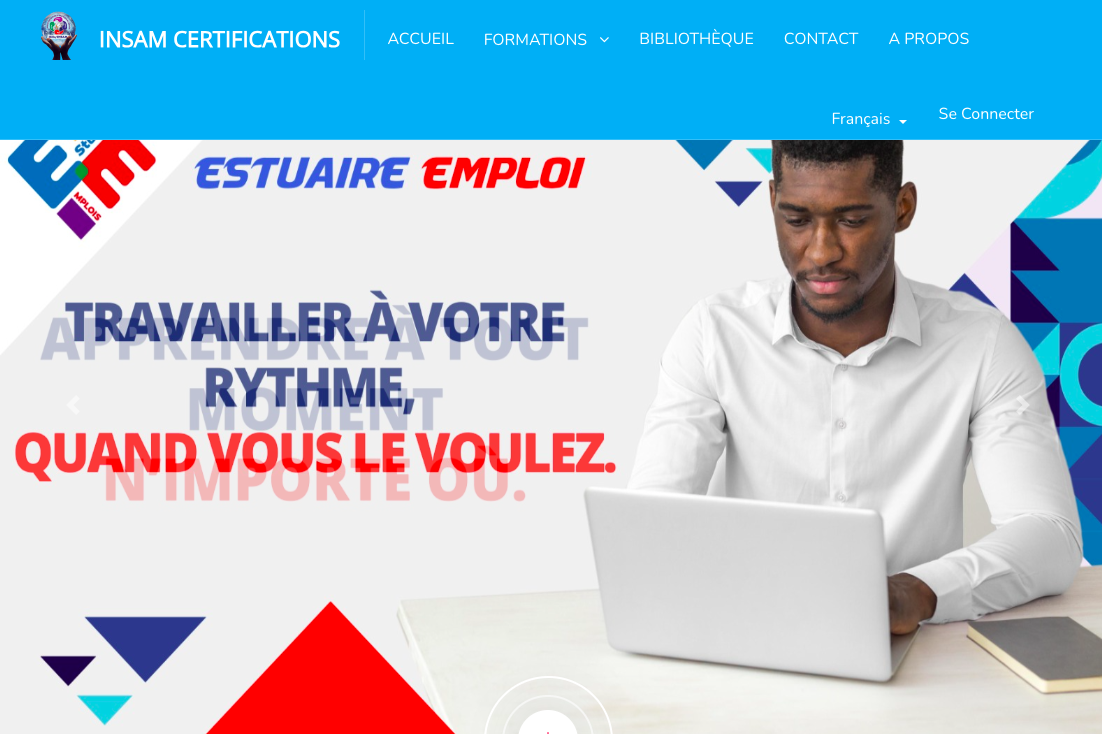 INSAM CERTIFICATIONS
ACCUEIL
FORMATIONS
BIBLIOTHÈQUE
CONTACT
A PROPOS
Français
Se Connecter
MPLOIS
ESTUAIRE EMPLOI
TRAVAILLER À VOTRE
RYTHME,
QUAND VOUS LE VOULEZ.
APPRENDRE À TOUT
MOMENT
N'IMPORTE OÙ.